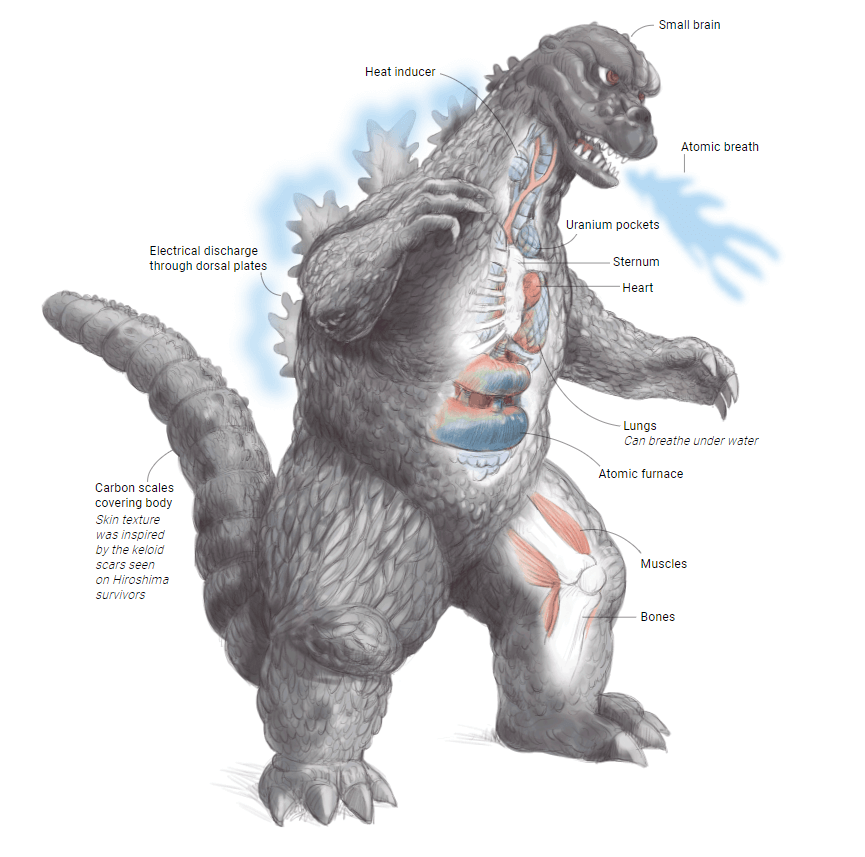 Small brain
Heat inducer
Atomic breath
Uranium pockets
Electrical discharge
through dorsal plates
Sternum
Heart
Lungs
Can breathe under water
Atomic furnace
Carbon scales
covering body
Skin texture
was inspired
by the keloid
scars seen
on Hiroshima
survivors
Muscles
Bones